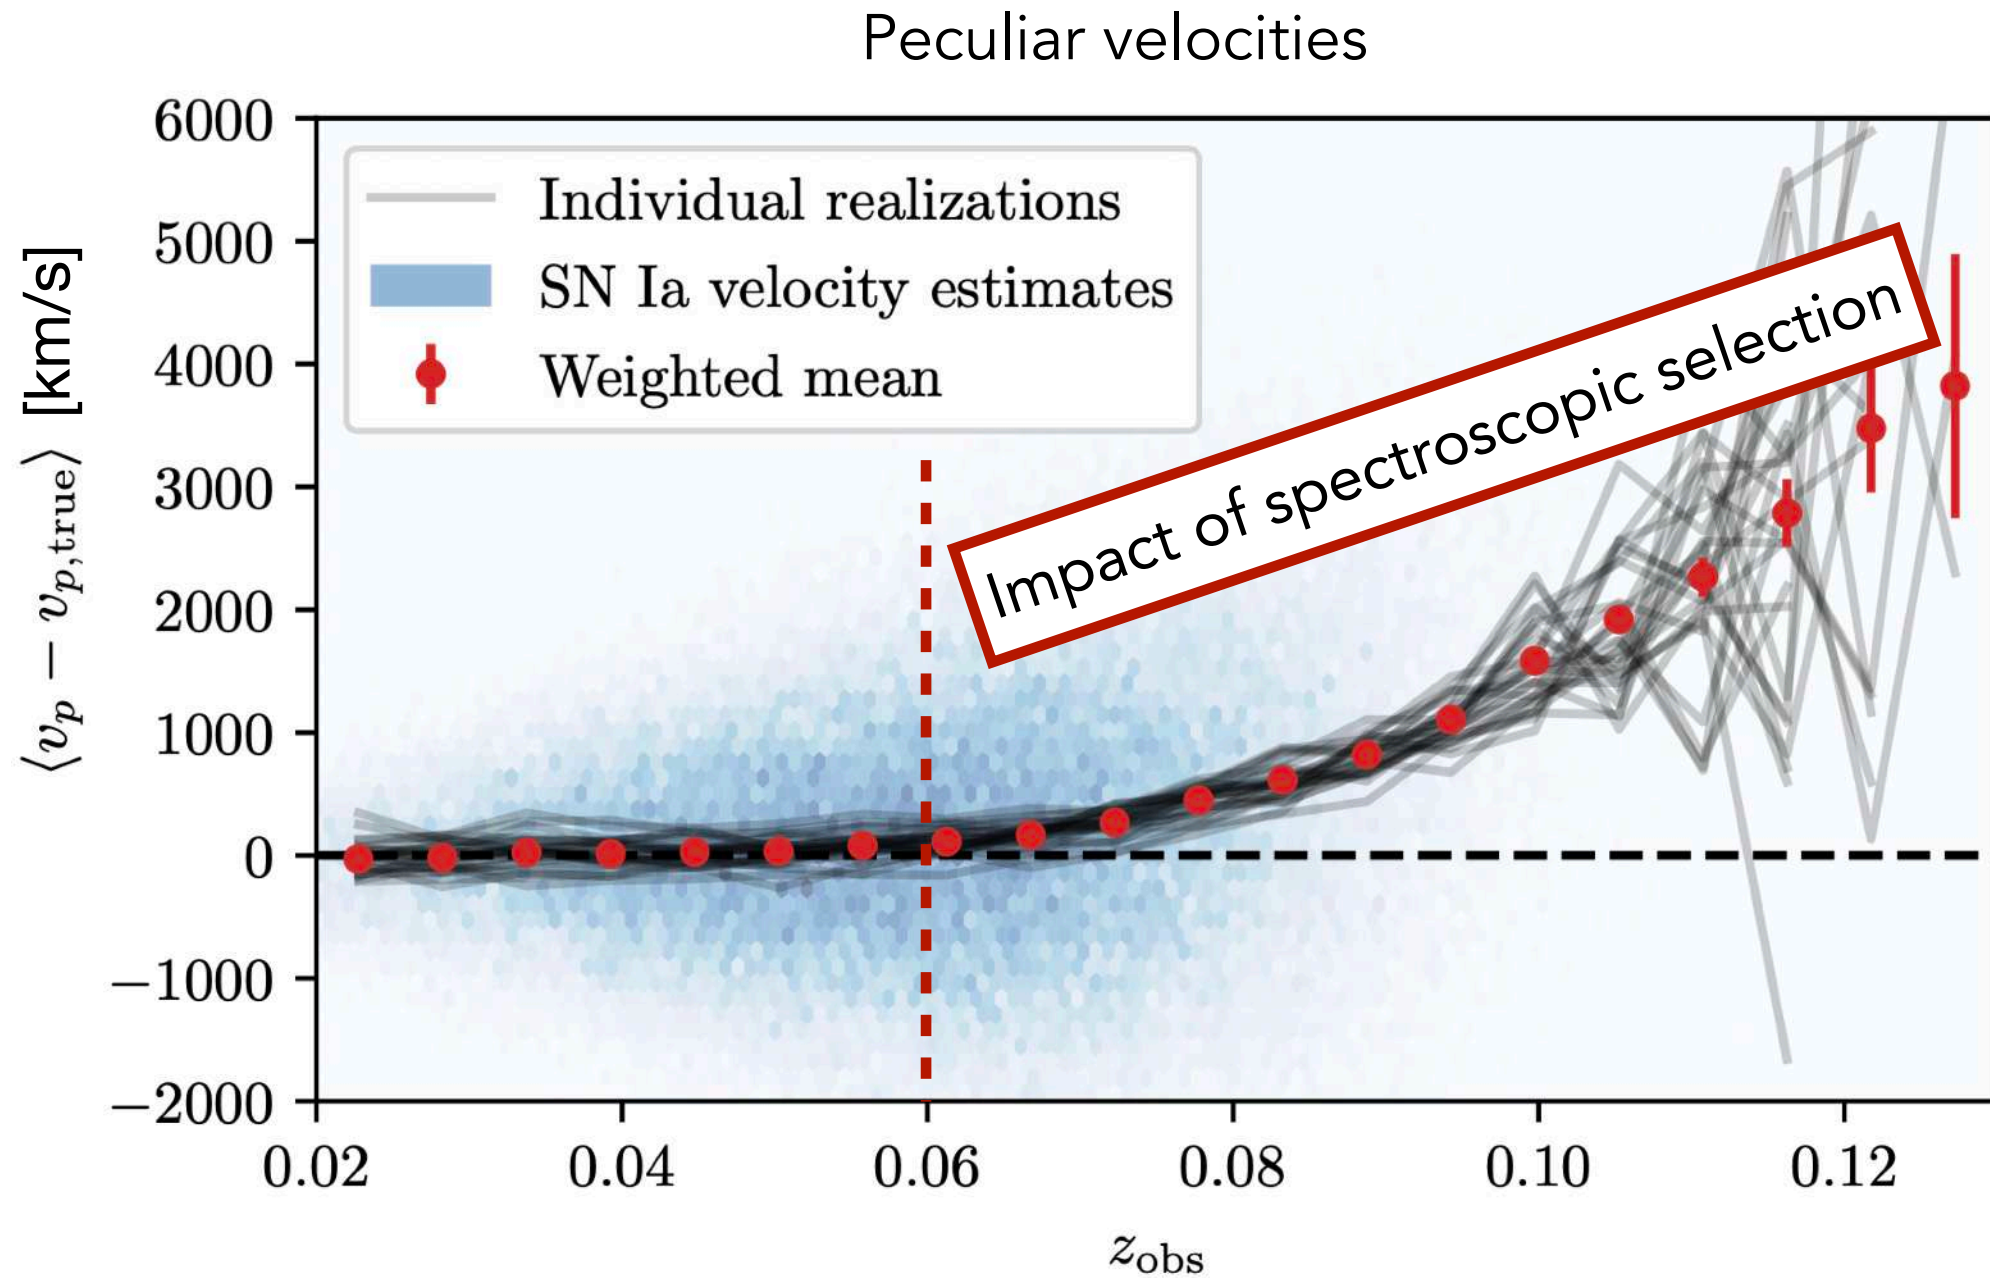 Peculiar velocities
6000
5000
4000
3000
2000
1000
0
−1000
−2000
⟨v_p − v_{p,true}⟩ [km/s]
Individual realizations
SN Ia velocity estimates
Weighted mean
Impact of spectroscopic selection
0.02 0.04 0.06 0.08 0.10 0.12
z_obs